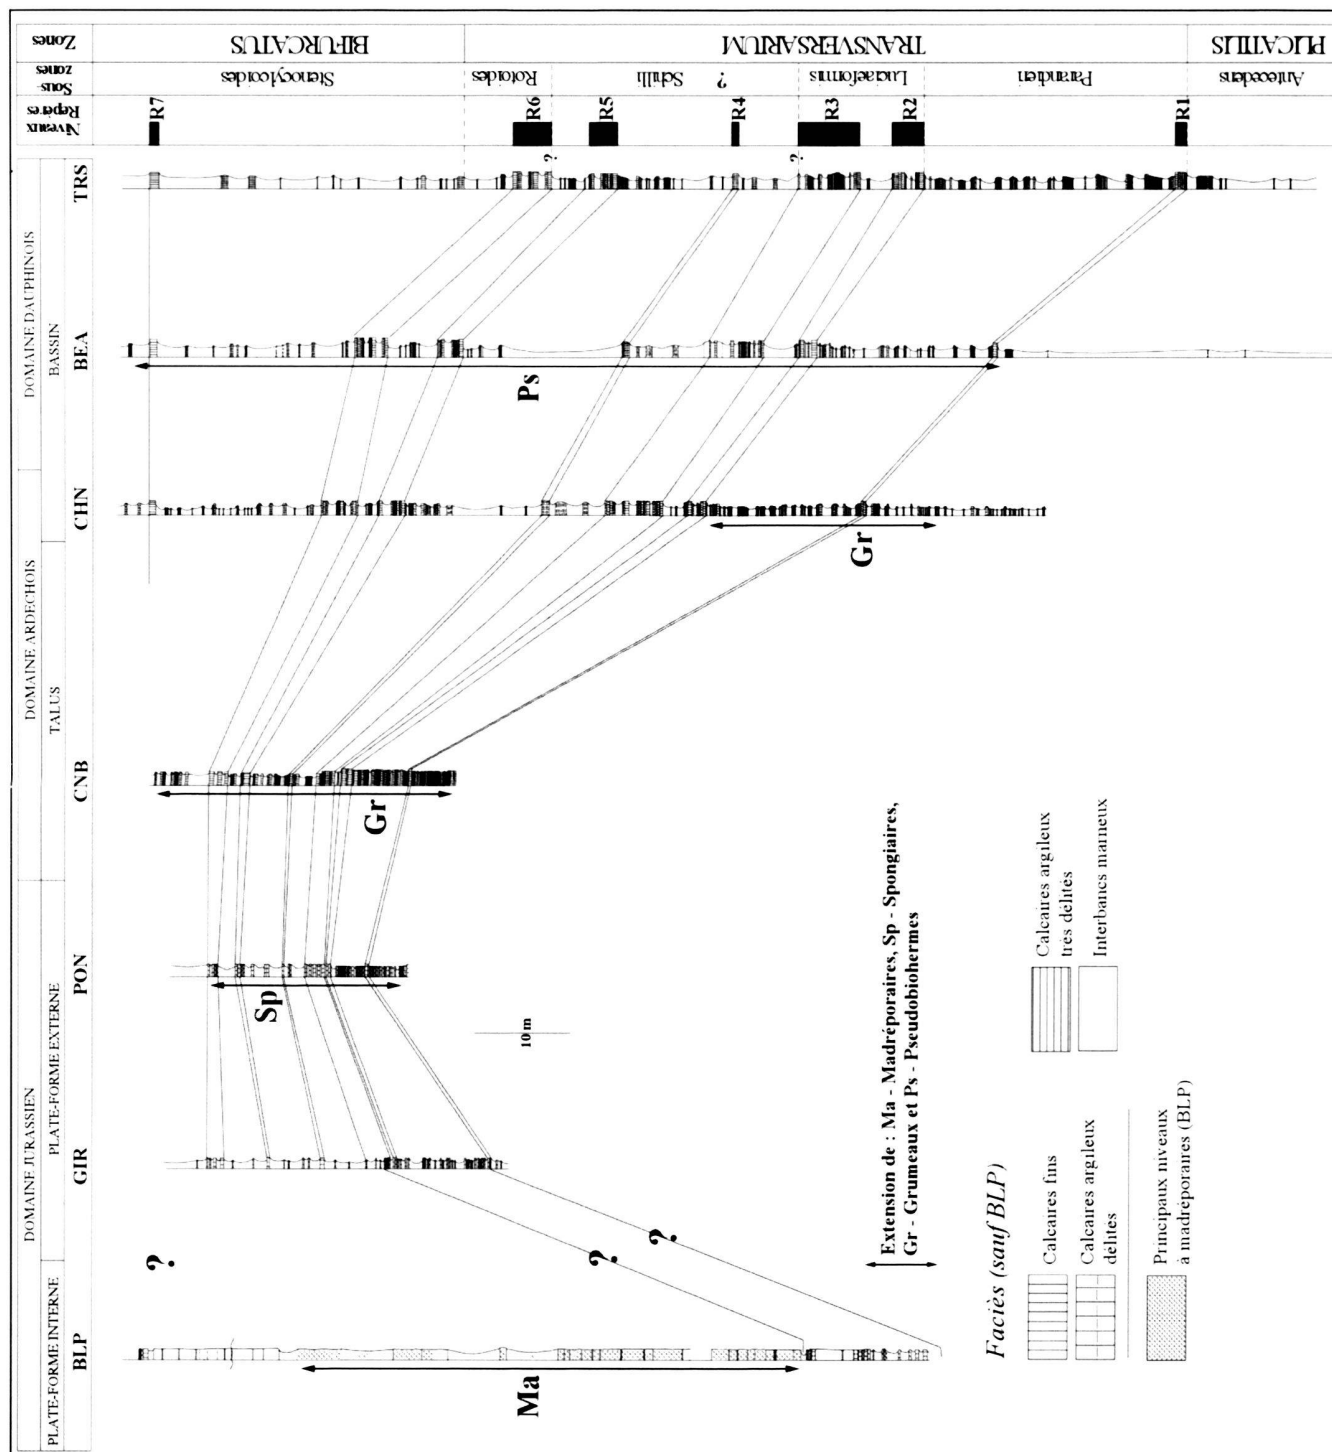 DOMAINE JURASSIEN
DOMAINE ARDECHOIS
DOMAINE DAUPHINOIS
PLATE-FORME INTERNE
PLATE-FORME EXTERNE
TALUS
BASSIN
BLP
GIR
PON
CNB
CHN
BEA
TRS
Niveaux Repères
Sous-zones
Zones
R7
R6
R5
R4
R3
R2
R1
Stenocycloides
Rotoides
Schilli
?
Luciaeformis
Parandieri
Antecedens
BIFURCATUS
TRANSVERSARIUM
PLICATILIS
?
?
?
?
?
Ma
Sp
Gr
Gr
Ps
10 m
Extension de : Ma - Madréporaires, Sp - Spongiaires,
Gr - Grumeaux et Ps - Pseudobiohermes
Faciès (sauf BLP)
Calcaires fins
Calcaires argileux
délités
Calcaires argileux
très délités
Interbancs marneux
Principaux niveaux
à madréporaires (BLP)